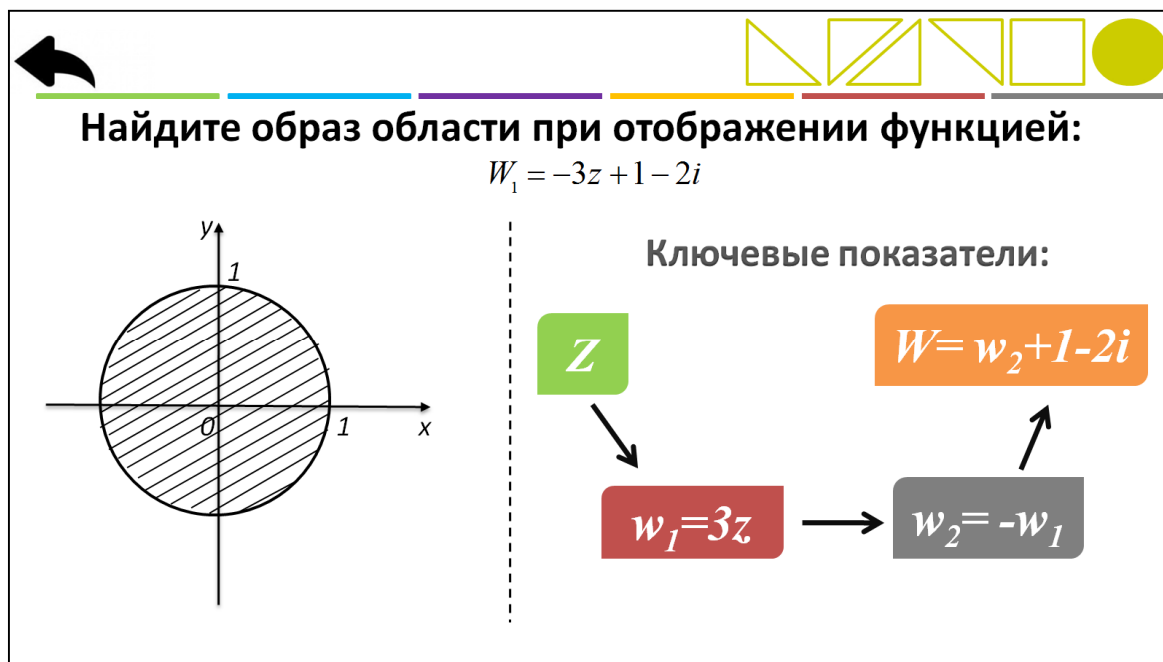 Найдите образ области при отображении функцией:
W₁ = −3z + 1 − 2i
y
1
0
1
x
Ключевые показатели:
Z
W= w₂+1-2i
w₁=3z
w₂= -w₁